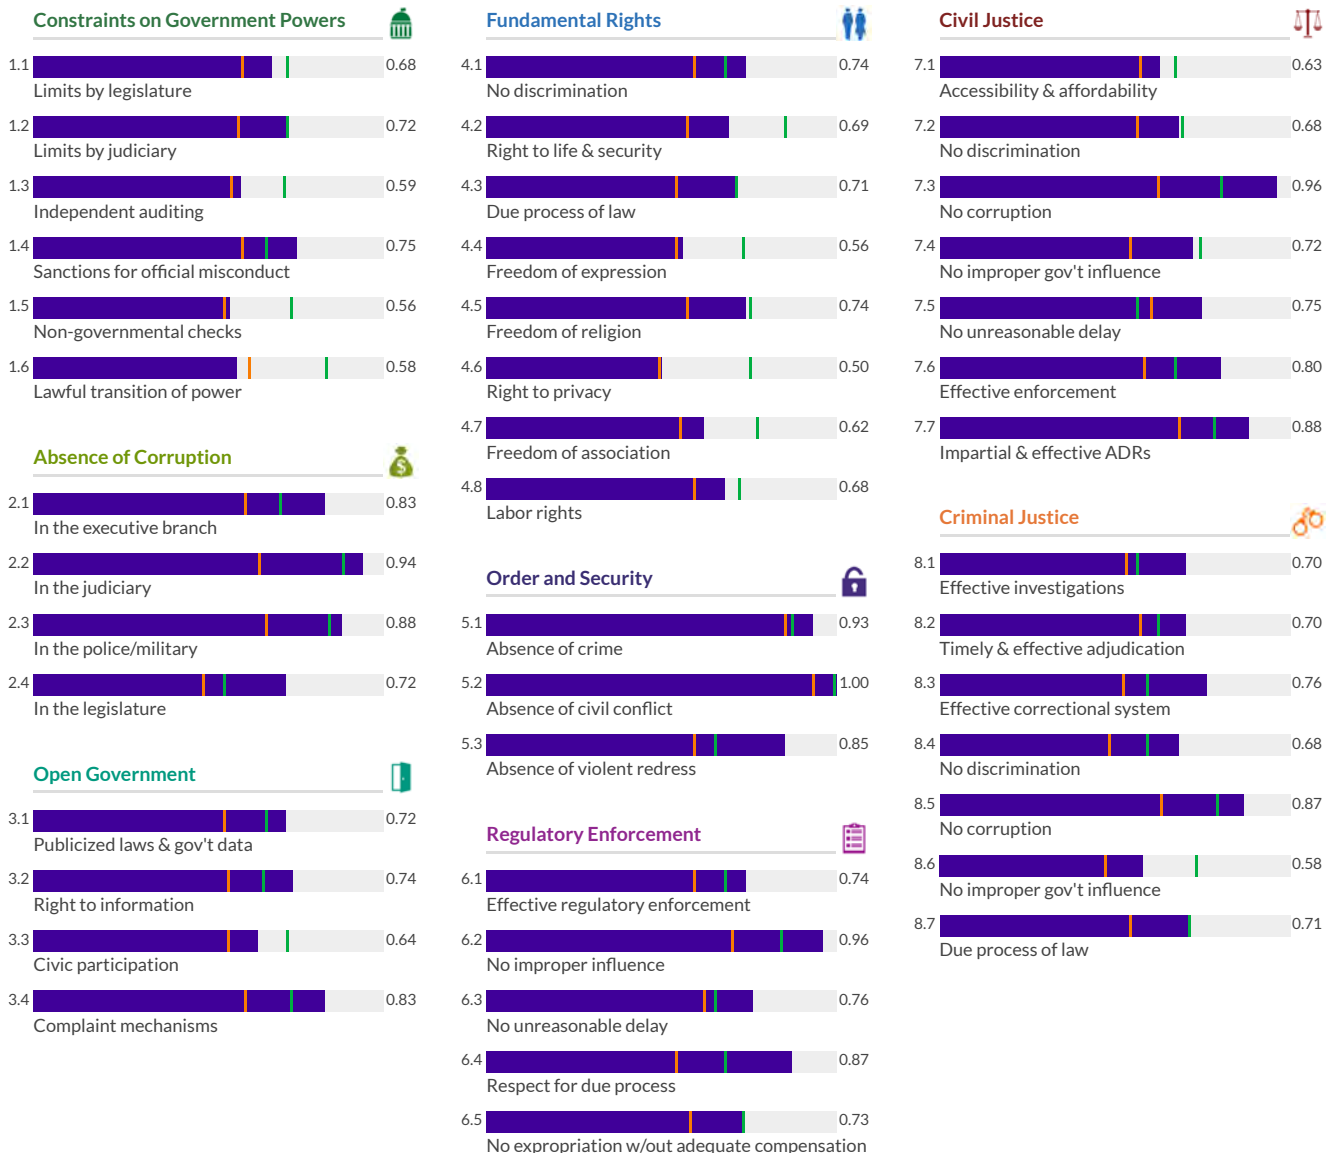 Constraints on Government Powers
1.1 0.68
Limits by legislature
1.2 0.72
Limits by judiciary
1.3 0.59
Independent auditing
1.4 0.75
Sanctions for official misconduct
1.5 0.56
Non-governmental checks
1.6 0.58
Lawful transition of power
Absence of Corruption
$
2.1 0.83
In the executive branch
2.2 0.94
In the judiciary
2.3 0.88
In the police/military
2.4 0.72
In the legislature
Open Government
3.1 0.72
Publicized laws & gov't data
3.2 0.74
Right to information
3.3 0.64
Civic participation
3.4 0.83
Complaint mechanisms
Fundamental Rights
4.1 0.74
No discrimination
4.2 0.69
Right to life & security
4.3 0.71
Due process of law
4.4 0.56
Freedom of expression
4.5 0.74
Freedom of religion
4.6 0.50
Right to privacy
4.7 0.62
Freedom of association
4.8 0.68
Labor rights
Order and Security
5.1 0.93
Absence of crime
5.2 1.00
Absence of civil conflict
5.3 0.85
Absence of violent redress
Regulatory Enforcement
6.1 0.74
Effective regulatory enforcement
6.2 0.96
No improper influence
6.3 0.76
No unreasonable delay
6.4 0.87
Respect for due process
6.5 0.73
No expropriation w/out adequate compensation
Civil Justice
7.1 0.63
Accessibility & affordability
7.2 0.68
No discrimination
7.3 0.96
No corruption
7.4 0.72
No improper gov't influence
7.5 0.75
No unreasonable delay
7.6 0.80
Effective enforcement
7.7 0.88
Impartial & effective ADRs
Criminal Justice
8.1 0.70
Effective investigations
8.2 0.70
Timely & effective adjudication
8.3 0.76
Effective correctional system
8.4 0.68
No discrimination
8.5 0.87
No corruption
8.6 0.58
No improper gov't influence
8.7 0.71
Due process of law